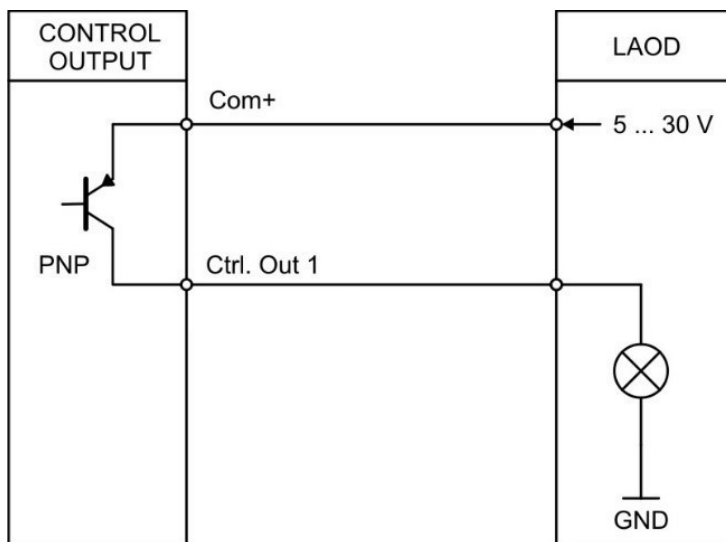 CONTROL
OUTPUT
LAOD
Com+
5 ... 30 V
PNP
Ctrl. Out 1
GND